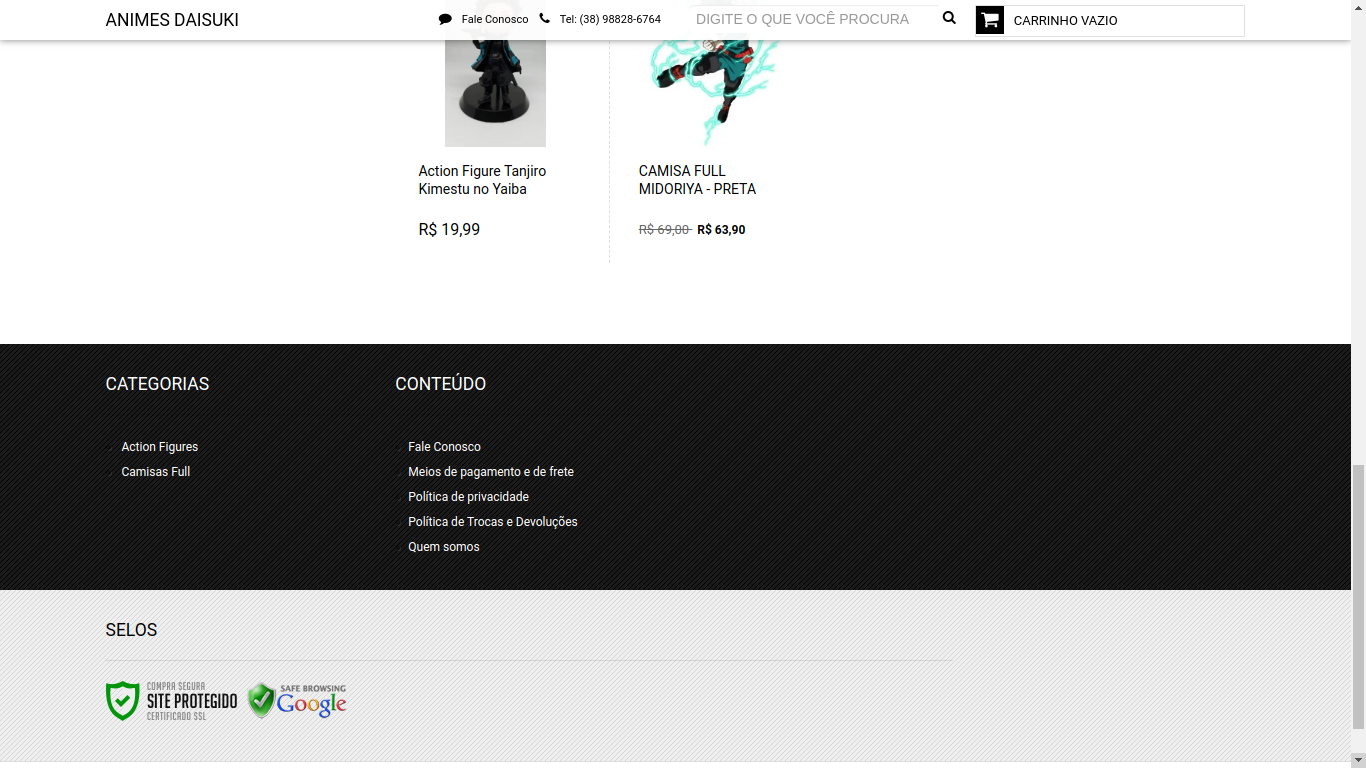 ANIMES DAISUKI
Fale Conosco
Tel: (38) 98828-6764
DIGITE O QUE VOCÊ PROCURA
CARRINHO VAZIO
Action Figure Tanjiro
Kimestu no Yaiba
R$ 19,99
CAMISA FULL
MIDORIYA - PRETA
R$ 69,00 R$ 63,90
CATEGORIAS
Action Figures
Camisas Full
CONTEÚDO
Fale Conosco
Meios de pagamento e de frete
Política de privacidade
Política de Trocas e Devoluções
Quem somos
SELOS
COMPRA SEGURA
SITE PROTEGIDO
CERTIFICADO SSL
SAFE BROWSING
Google